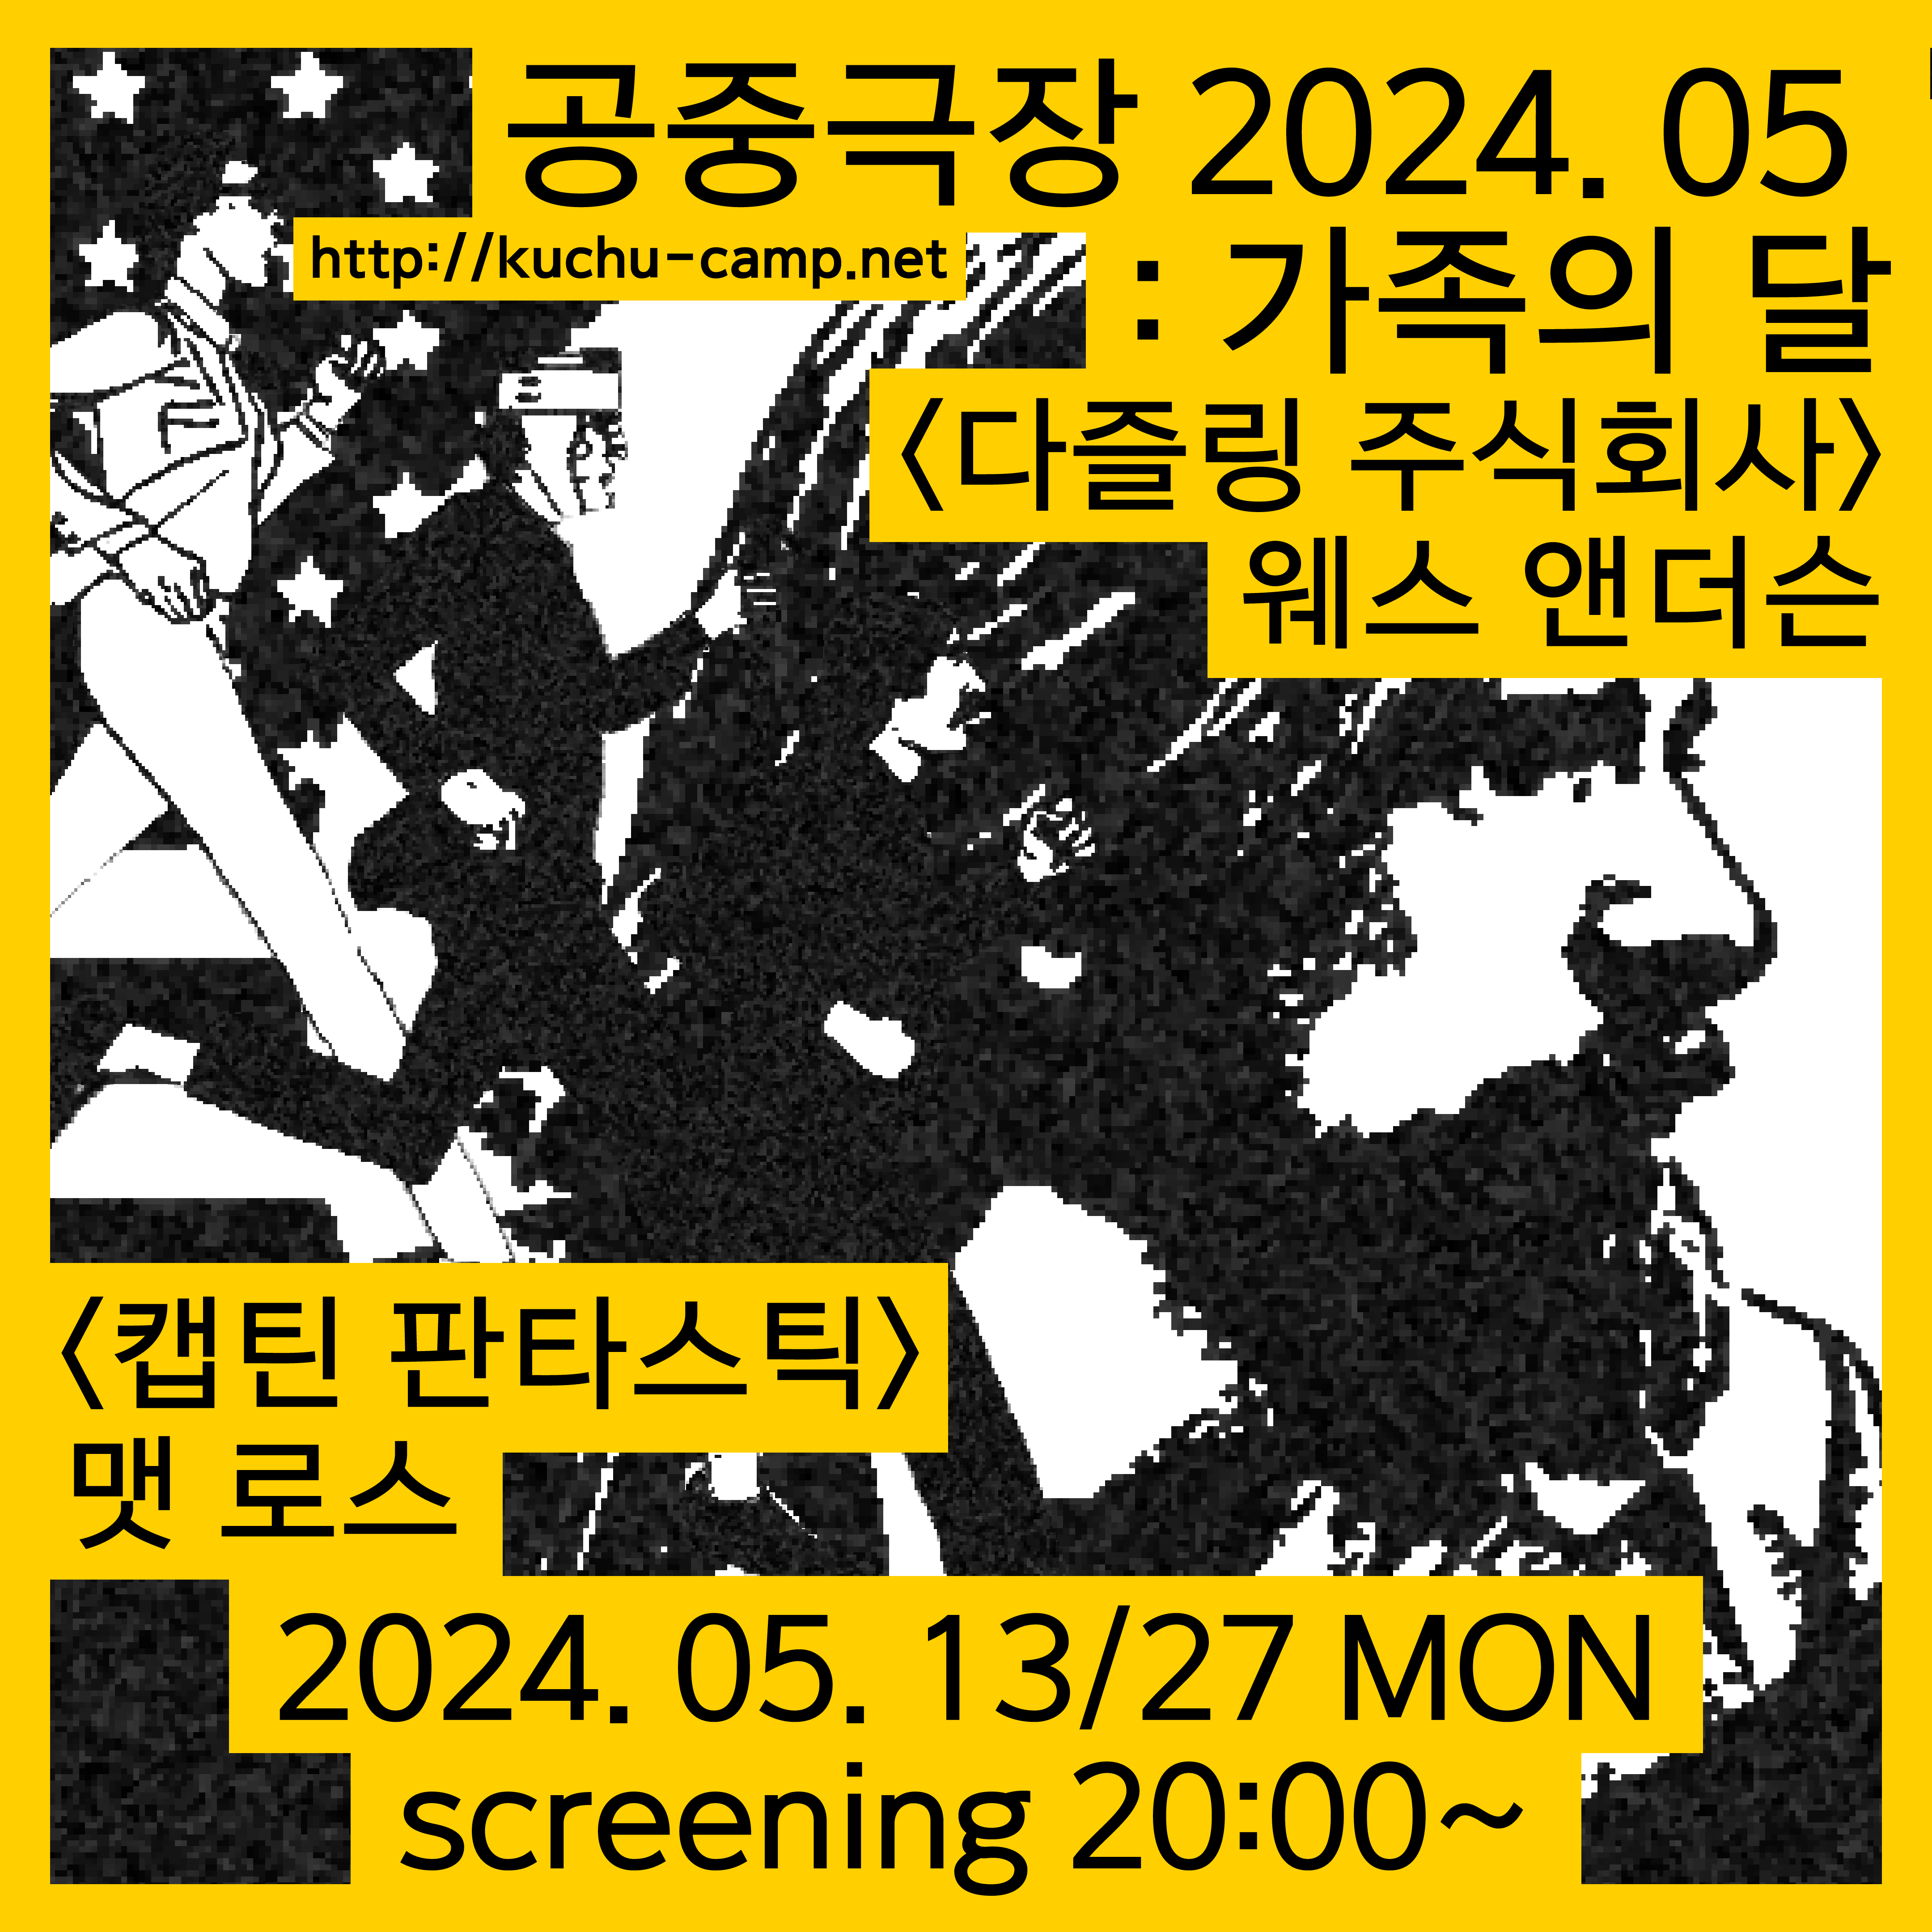 공중극장 2024. 05
http://kuchu-camp.net
: 가족의 달
<다즐링 주식회사>
웨스 앤더슨
<캡틴 판타스틱>
맷 로스
2024. 05. 13/27 MON
screening 20:00~